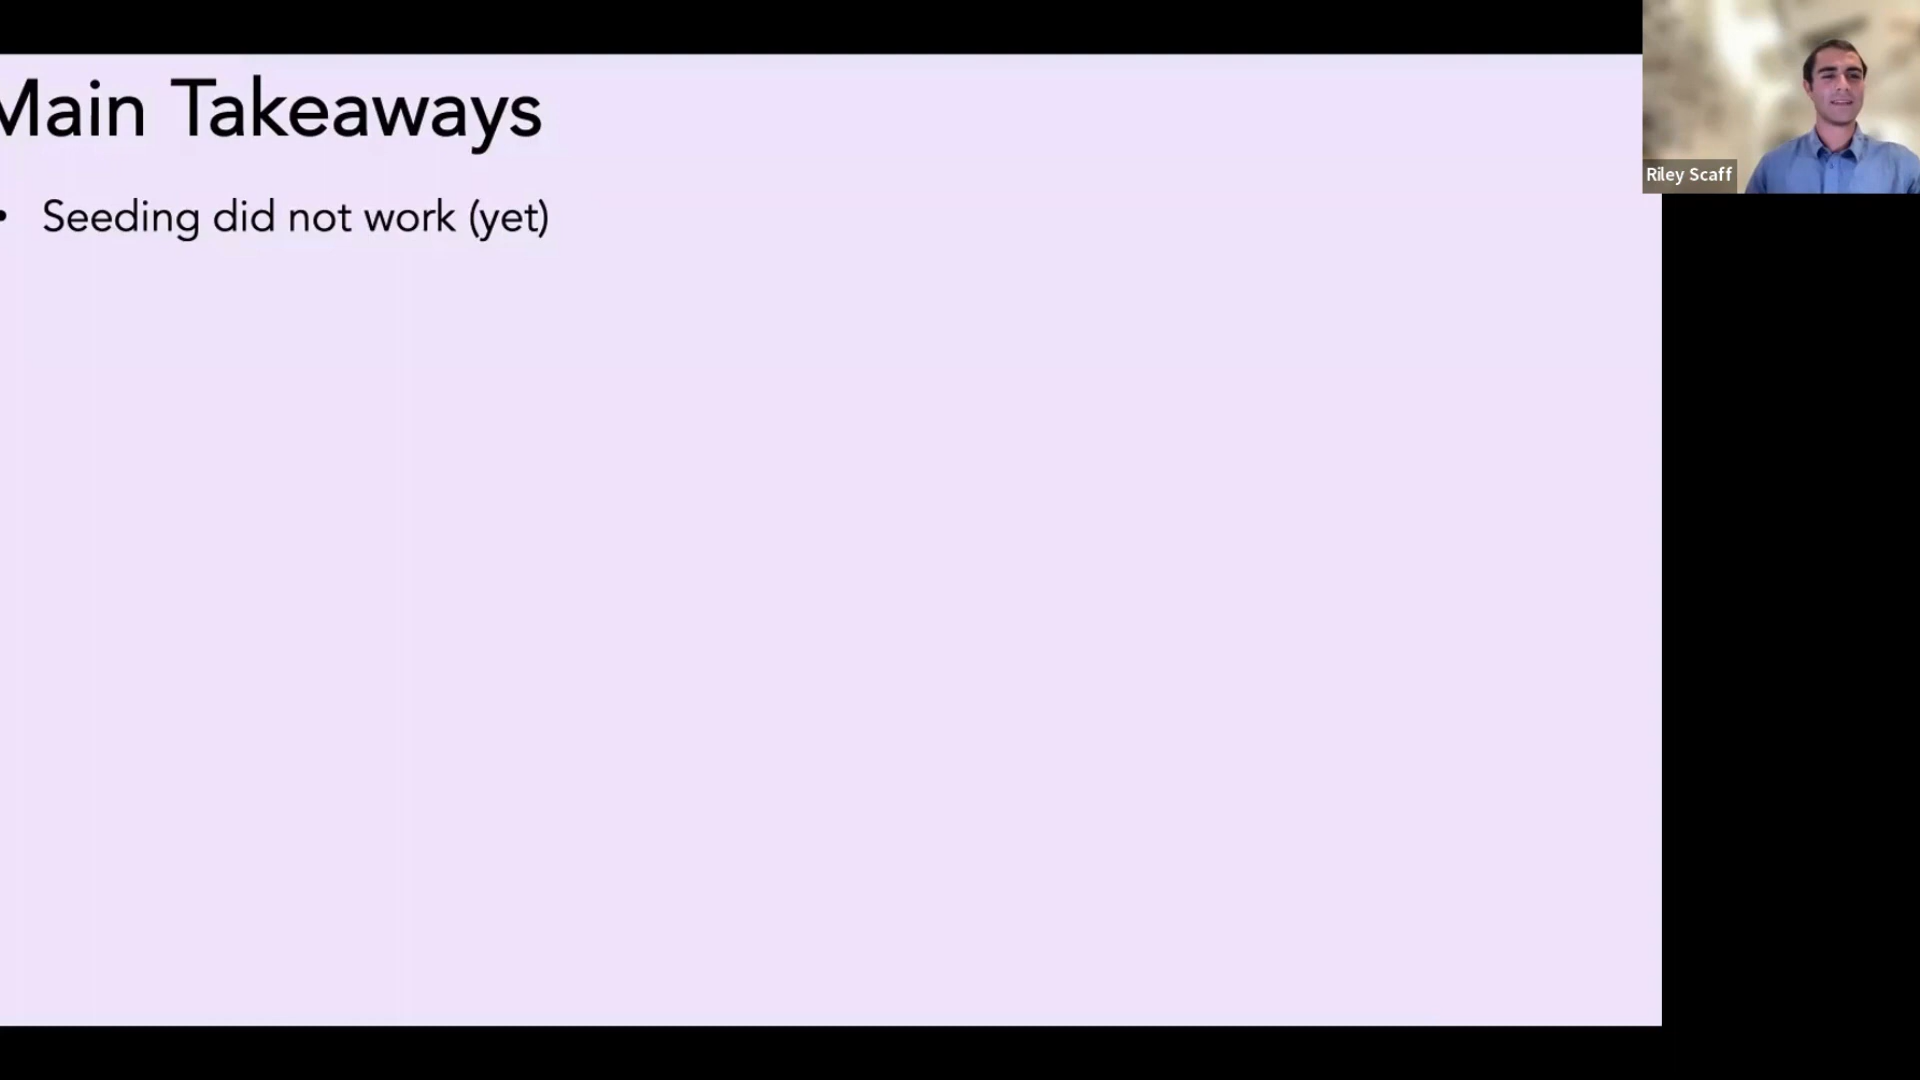 Main Takeaways
• Seeding did not work (yet)
Riley Scaff